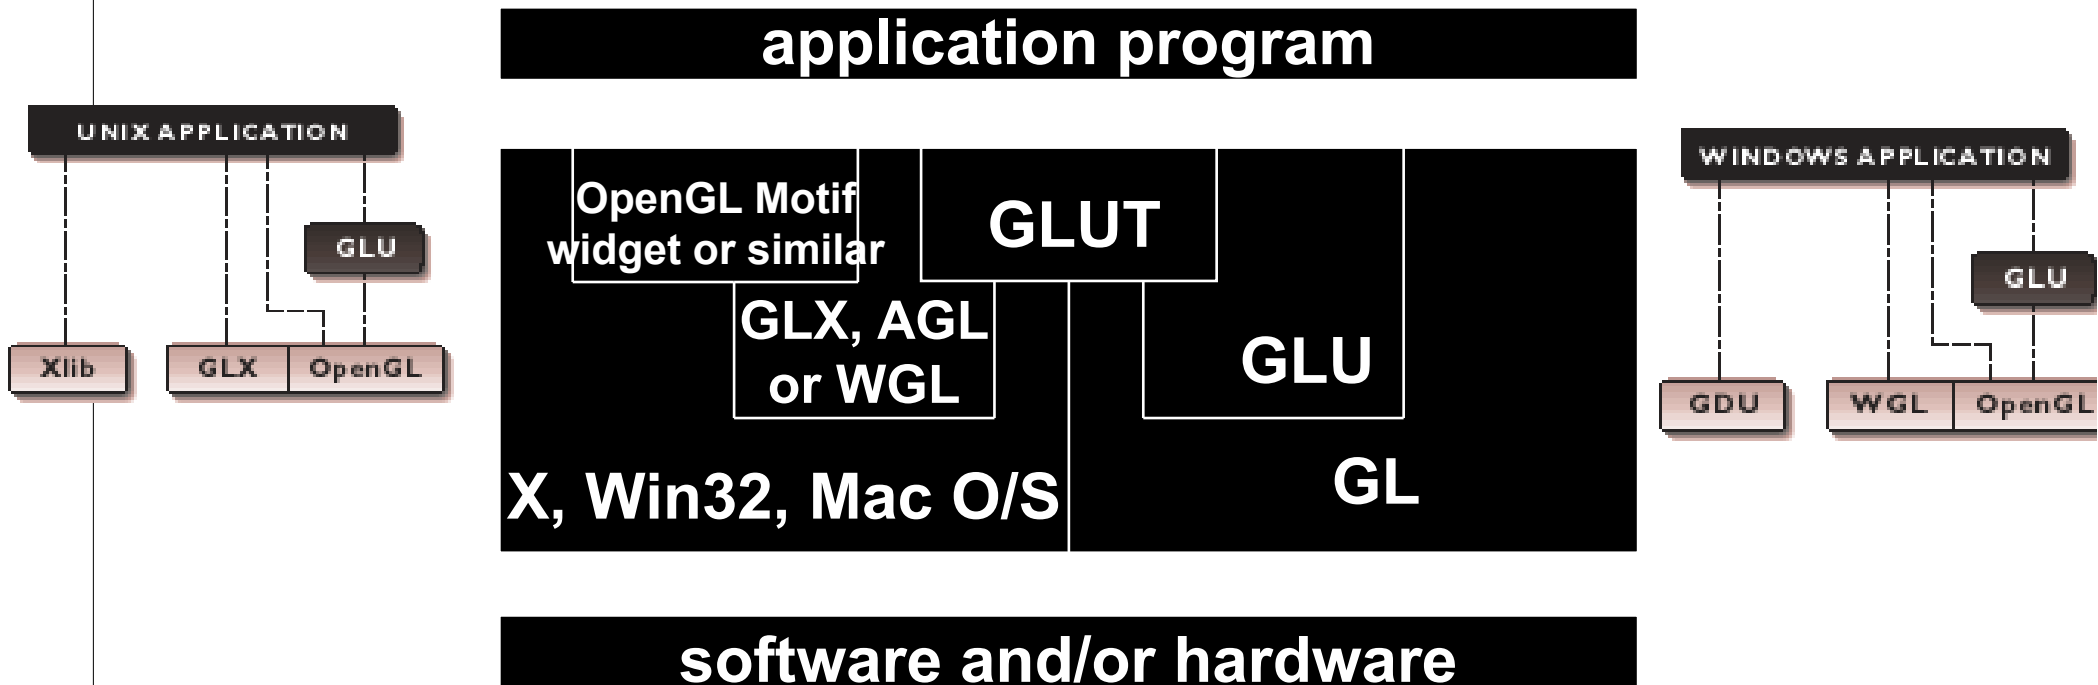 application program
UNIX APPLICATION
GLU
Xlib
GLX
OpenGL
OpenGL Motif
widget or similar
GLUT
GLX, AGL
or WGL
GLU
X, Win32, Mac O/S
GL
software and/or hardware
WINDOWS APPLICATION
GLU
GDU
WGL
OpenGL